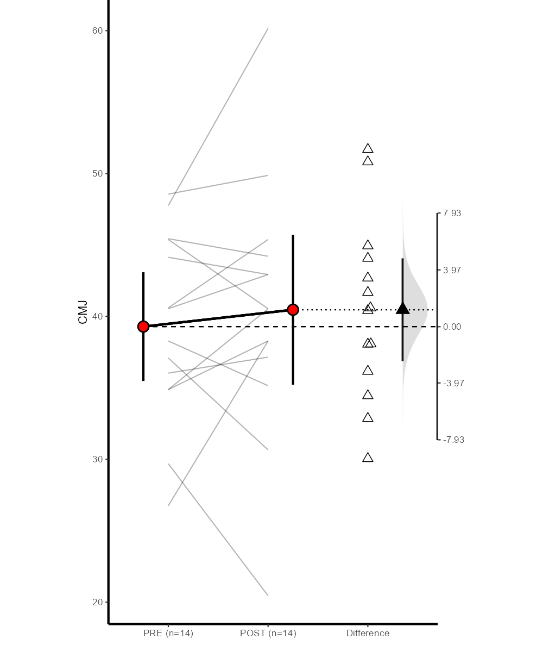 60
50
40
30
20
CMJ
7.93
3.97
0.00
-3.97
-7.93
PRE (n=14)
POST (n=14)
Difference